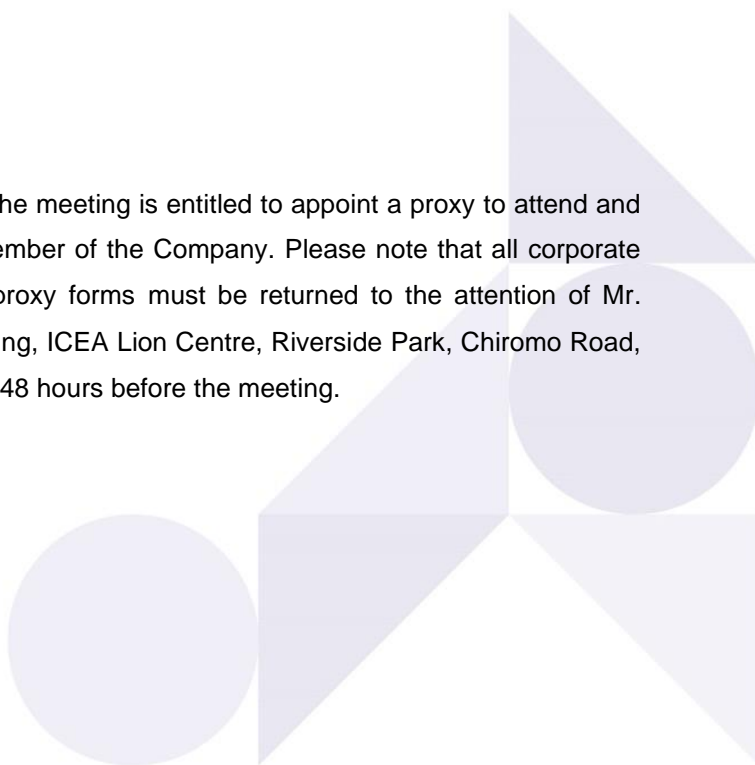 he meeting is entitled to appoint a proxy to attend and
ember of the Company. Please note that all corporate
proxy forms must be returned to the attention of Mr.
ng, ICEA Lion Centre, Riverside Park, Chiromo Road,
48 hours before the meeting.